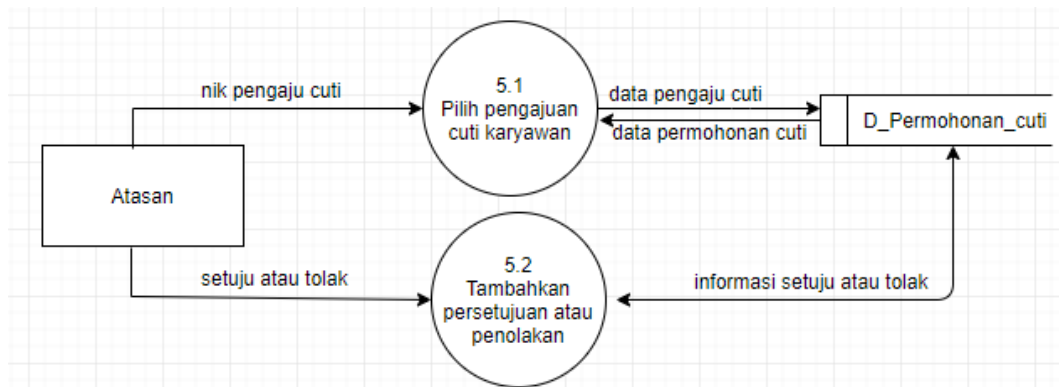 5.1
Pilih pengajuan
cuti karyawan
nik pengaju cuti
data pengaju cuti
data permohonan cuti
D_Permohonan_cuti
Atasan
5.2
Tambahkan
persetujuan atau
penolakan
setuju atau tolak
informasi setuju atau tolak